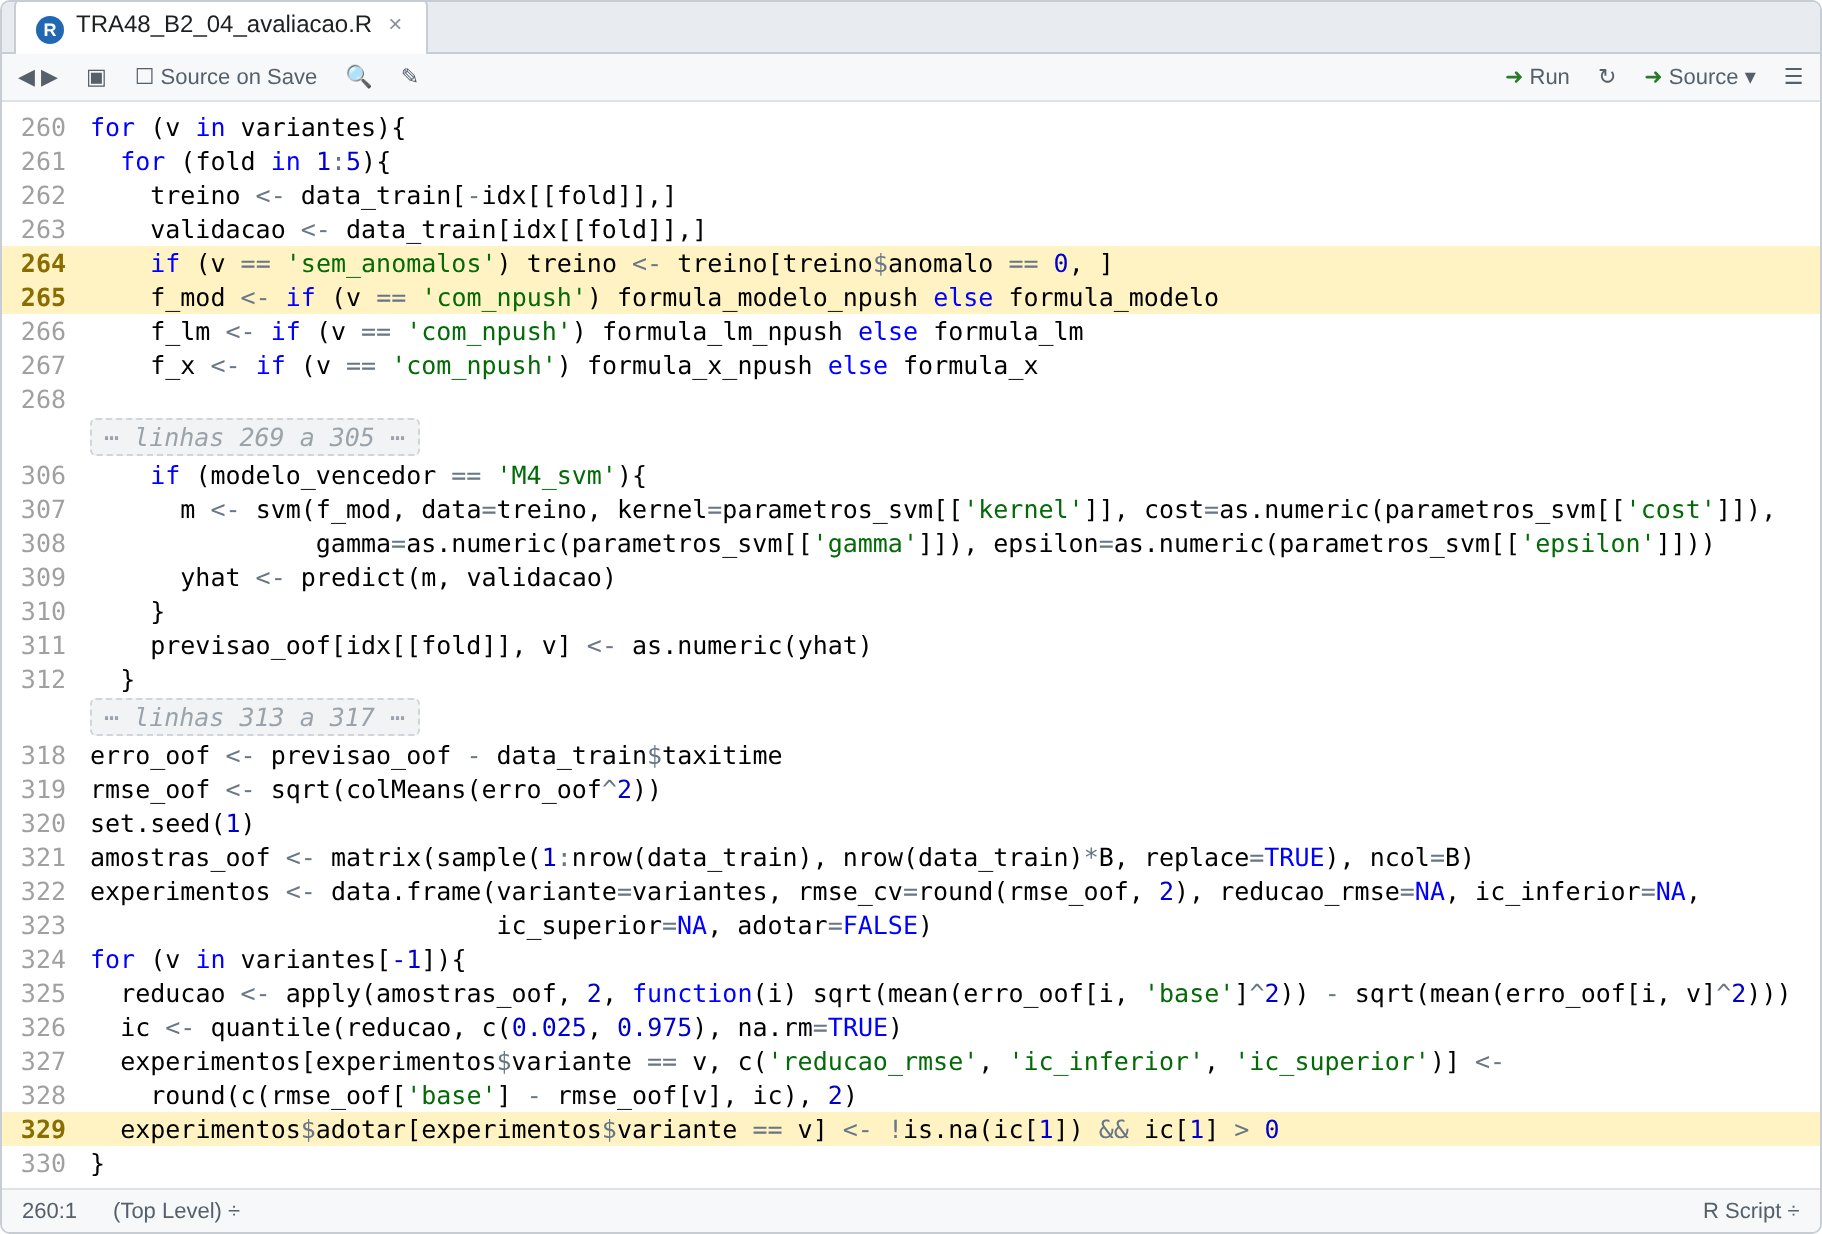 R TRA48_B2_04_avaliacao.R ×
◀ ▶ ▣ ☐ Source on Save 🔍 ✎ ➜ Run ↻ ➜ Source ▾ ☰
260 for (v in variantes){
261   for (fold in 1:5){
262     treino <- data_train[-idx[[fold]],]
263     validacao <- data_train[idx[[fold]],]
264     if (v == 'sem_anomalos') treino <- treino[treino$anomalo == 0, ]
265     f_mod <- if (v == 'com_npush') formula_modelo_npush else formula_modelo
266     f_lm <- if (v == 'com_npush') formula_lm_npush else formula_lm
267     f_x <- if (v == 'com_npush') formula_x_npush else formula_x
268
⋯ linhas 269 a 305 ⋯
306     if (modelo_vencedor == 'M4_svm'){
307       m <- svm(f_mod, data=treino, kernel=parametros_svm[['kernel']], cost=as.numeric(parametros_svm[['cost']]),
308                gamma=as.numeric(parametros_svm[['gamma']]), epsilon=as.numeric(parametros_svm[['epsilon']]))
309       yhat <- predict(m, validacao)
310     }
311     previsao_oof[idx[[fold]], v] <- as.numeric(yhat)
312   }
⋯ linhas 313 a 317 ⋯
318 erro_oof <- previsao_oof - data_train$taxitime
319 rmse_oof <- sqrt(colMeans(erro_oof^2))
320 set.seed(1)
321 amostras_oof <- matrix(sample(1:nrow(data_train), nrow(data_train)*B, replace=TRUE), ncol=B)
322 experimentos <- data.frame(variante=variantes, rmse_cv=round(rmse_oof, 2), reducao_rmse=NA, ic_inferior=NA,
323                            ic_superior=NA, adotar=FALSE)
324 for (v in variantes[-1]){
325   reducao <- apply(amostras_oof, 2, function(i) sqrt(mean(erro_oof[i, 'base']^2)) - sqrt(mean(erro_oof[i, v]^2)))
326   ic <- quantile(reducao, c(0.025, 0.975), na.rm=TRUE)
327   experimentos[experimentos$variante == v, c('reducao_rmse', 'ic_inferior', 'ic_superior')] <-
328     round(c(rmse_oof['base'] - rmse_oof[v], ic), 2)
329   experimentos$adotar[experimentos$variante == v] <- !is.na(ic[1]) && ic[1] > 0
330 }
260:1 (Top Level) ÷ R Script ÷